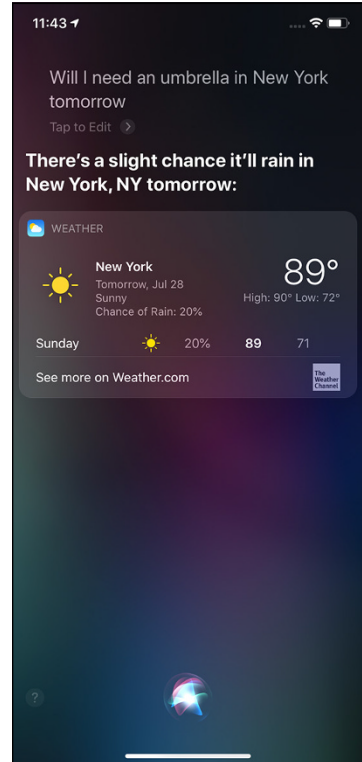 11:43
Will I need an umbrella in New York
tomorrow
Tap to Edit
There's a slight chance it'll rain in
New York, NY tomorrow:
WEATHER
New York
Tomorrow, Jul 28
Sunny
Chance of Rain: 20%
89°
High: 90° Low: 72°
Sunday 20% 89 71
See more on Weather.com
The
Weather
Channel
?